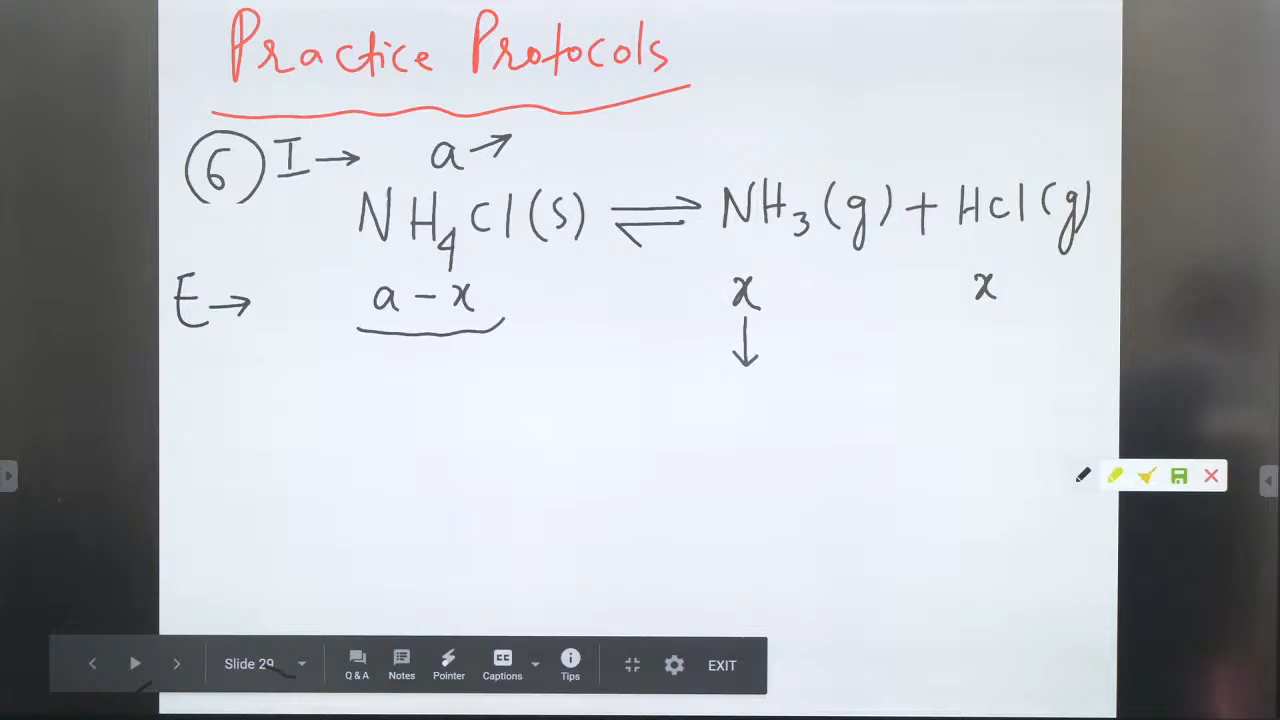 Practice Protocols
6 I → a ↗
NH₄Cl(s) ⇌ NH₃(g) + HCl(g)
E → a - x x x
↓
Slide 29
Q & A Notes Pointer Captions Tips EXIT